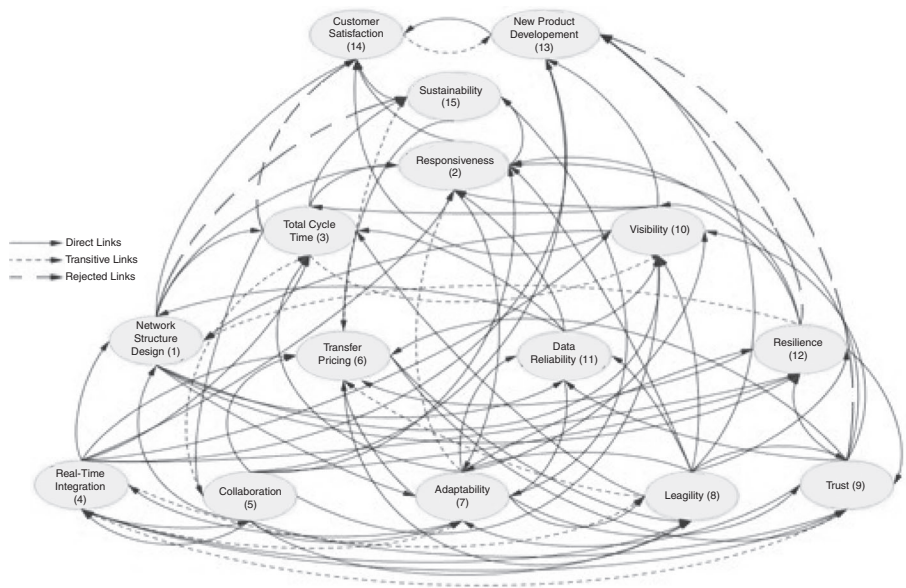 Customer
Satisfaction
(14)
New Product
Developement
(13)
Sustainability
(15)
Responsiveness
(2)
Total Cycle
Time (3)
Visibility (10)
Direct Links
Transitive Links
Rejected Links
Network
Structure
Design (1)
Transfer
Pricing (6)
Data
Reliability (11)
Resilience
(12)
Real-Time
Integration
(4)
Collaboration
(5)
Adaptability
(7)
Leagility (8)
Trust (9)